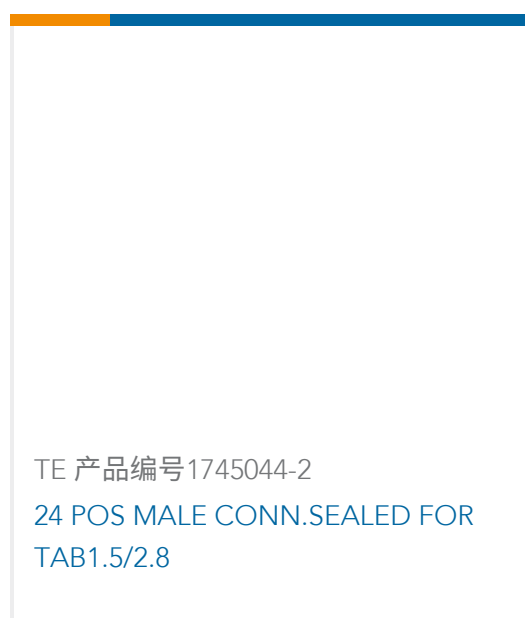 TE 产品编号1745044-2
24 POS MALE CONN.SEALED FOR
TAB1.5/2.8